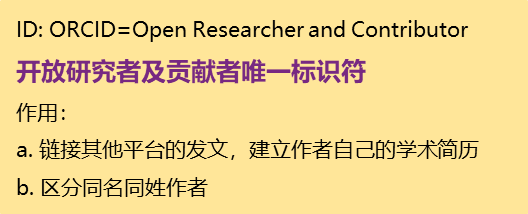 ID: ORCID=Open Researcher and Contributor
开放研究者及贡献者唯一标识符
作用：
a. 链接其他平台的发文，建立作者自己的学术简历
b. 区分同名同姓作者